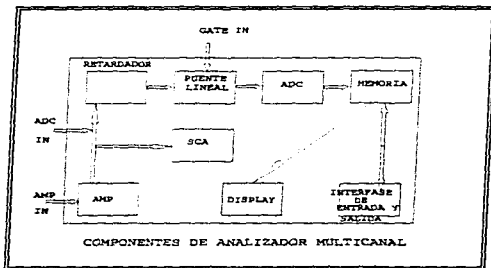 GATE IN
RETARDADOR
PUENTE
LINEAL
ADC
MEMORIA
ADC
IN
SCA
AMP
IN
AMP
DISPLAY
INTERFASE
DE
ENTRADA Y
SALIDA
COMPONENTES DE ANALIZADOR MULTICANAL